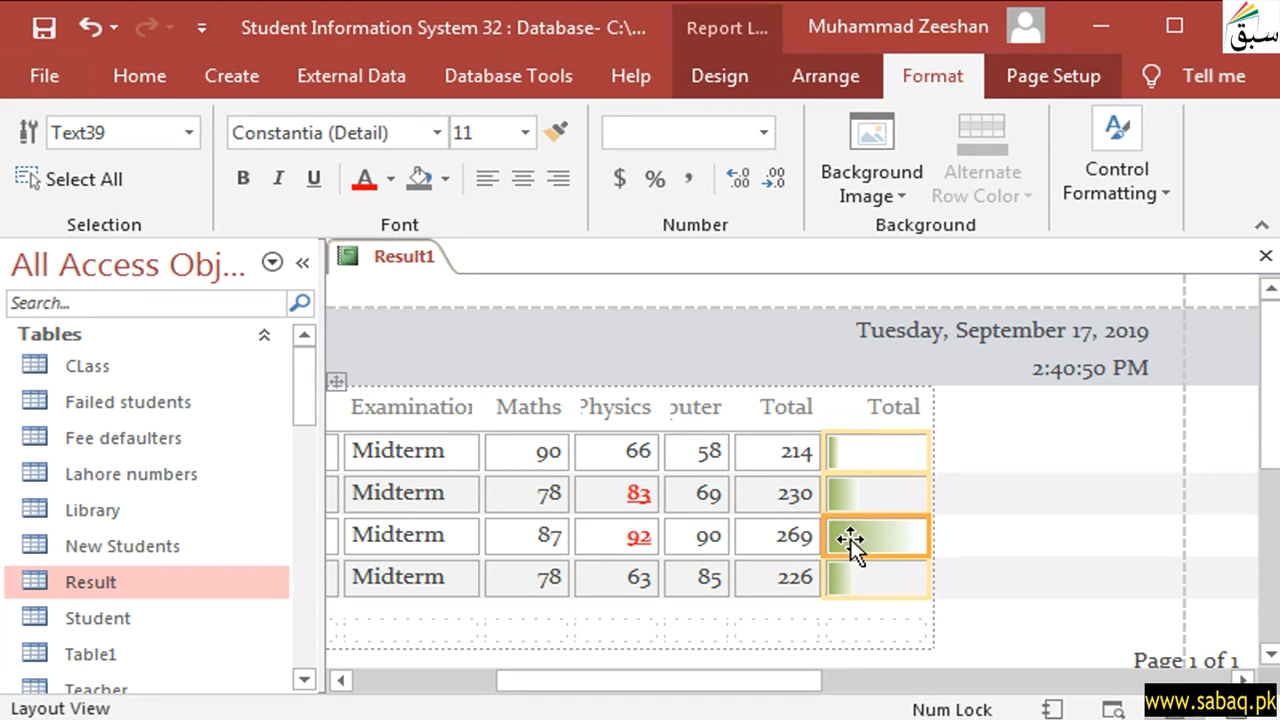 Student Information System 32 : Database- C:\...
Report L...
Muhammad Zeeshan
سبق
File
Home
Create
External Data
Database Tools
Help
Design
Arrange
Format
Page Setup
Tell me
Text39
Constantia (Detail)
11
Select All
B I U A
$ % ,
.00
.00
Background
Image
Alternate
Row Color
Control
Formatting
Selection
Font
Number
Background
All Access Obj...
Result1
Search...
Tables
CLass
Failed students
Fee defaulters
Lahore numbers
Library
New Students
Result
Student
Table1
Teacher
Tuesday, September 17, 2019
2:40:50 PM
Examination Maths Physics puter Total Total
Midterm 90 66 58 214
Midterm 78 83 69 230
Midterm 87 92 90 269
Midterm 78 63 85 226
Page 1 of 1
Layout View
Num Lock
www.sabaq.pk